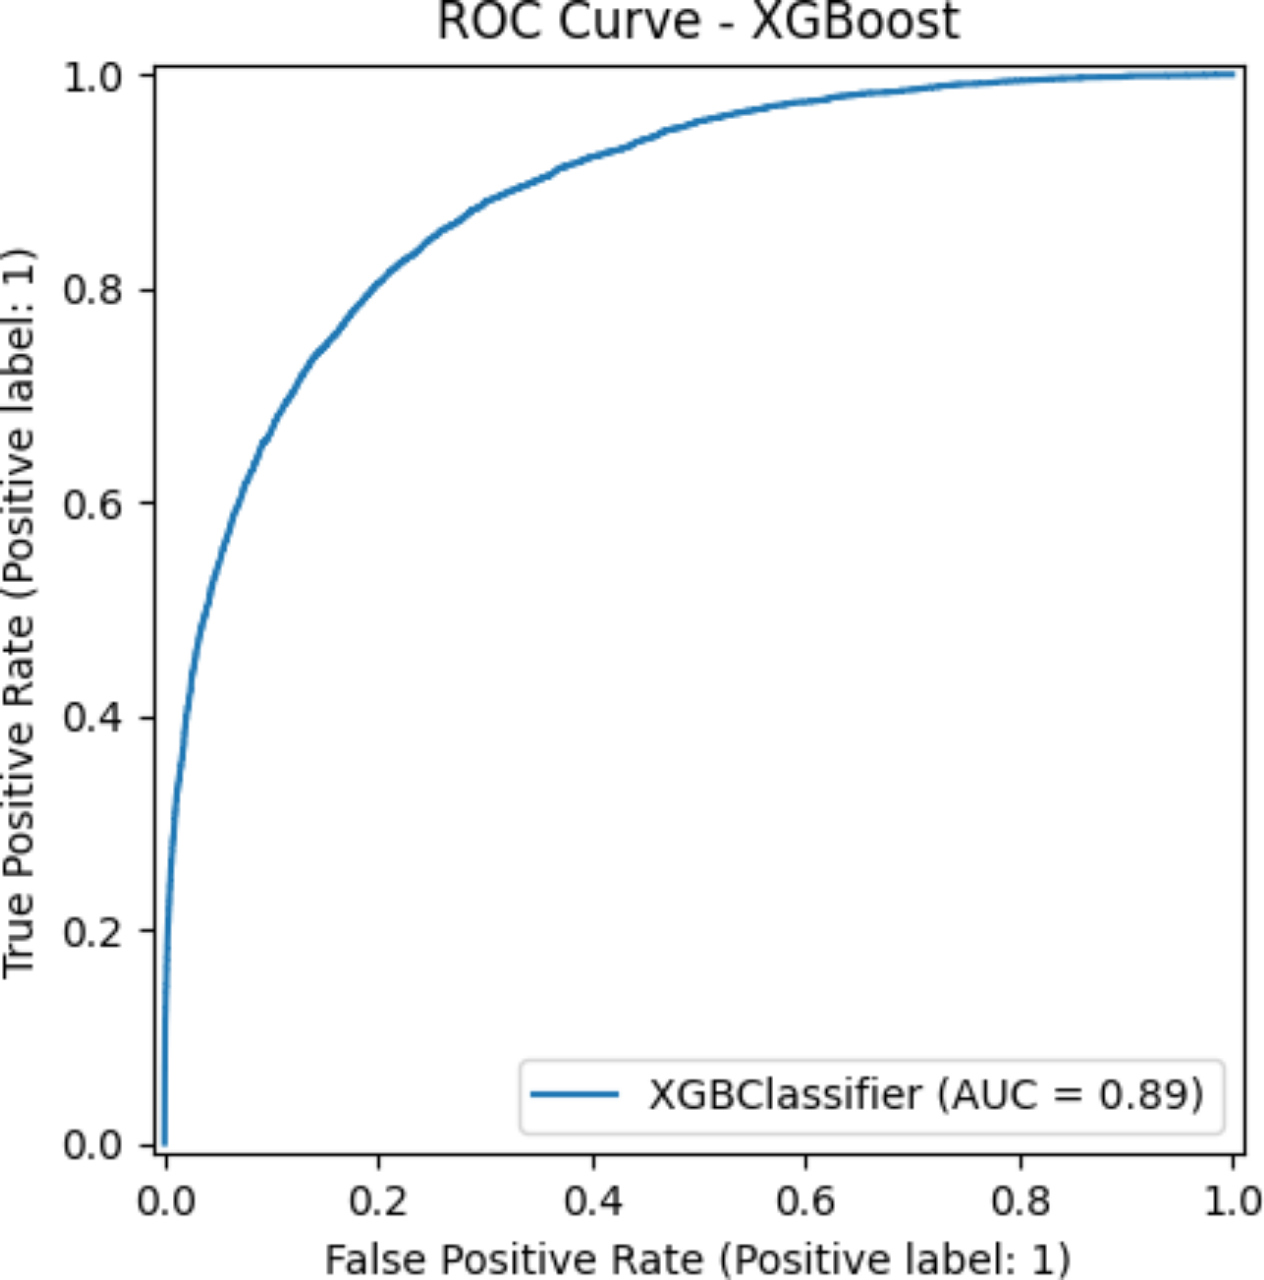 ROC Curve - XGBoost
True Positive Rate (Positive label: 1)
1.0
0.8
0.6
0.4
0.2
0.0
XGBClassifier (AUC = 0.89)
0.0 0.2 0.4 0.6 0.8 1.0
False Positive Rate (Positive label: 1)